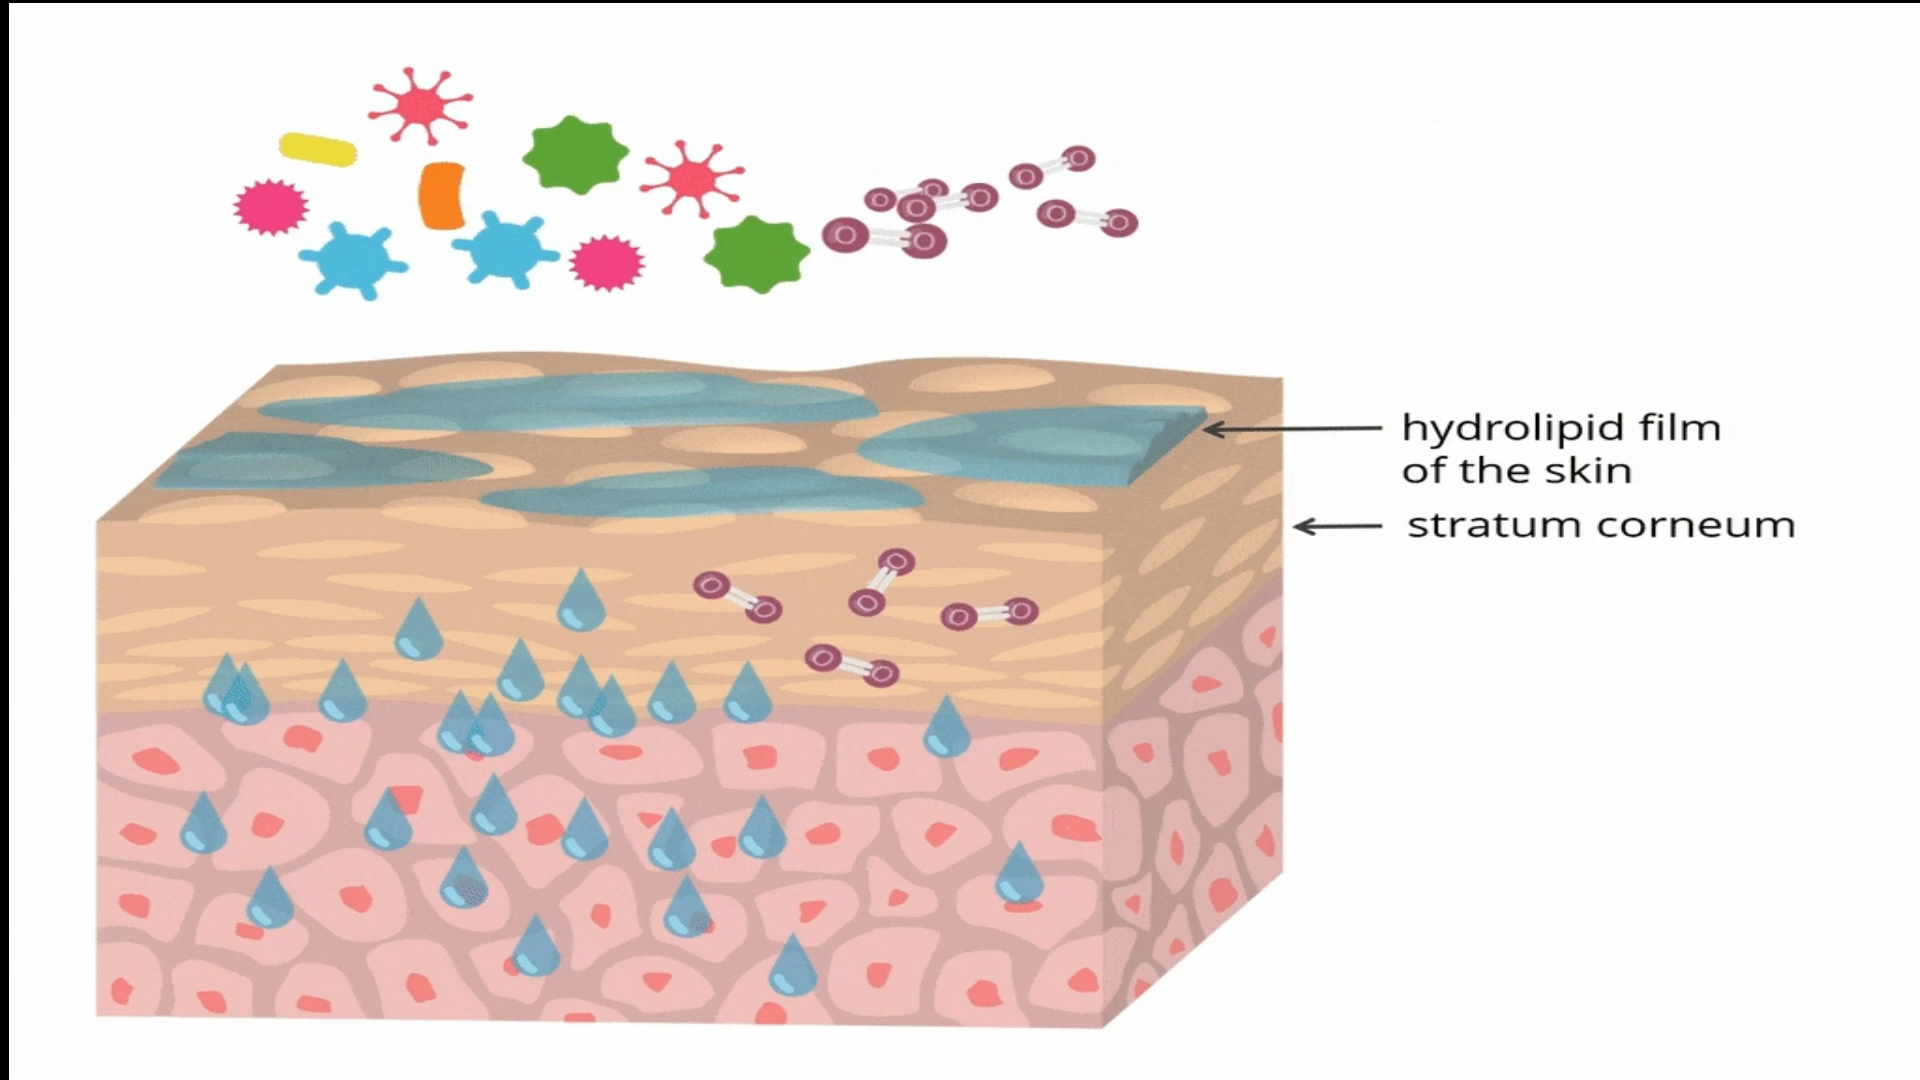 hydrolipid film
of the skin
stratum corneum